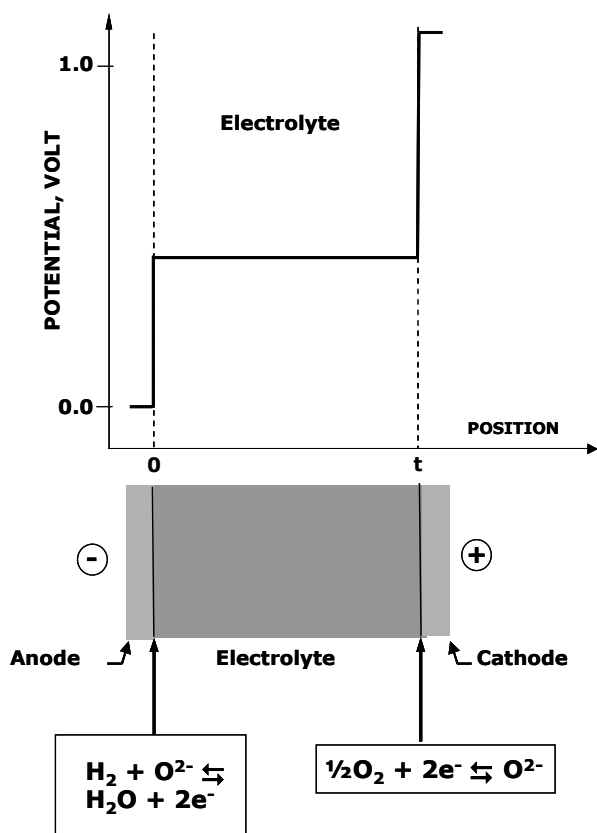 1.0
Electrolyte
POTENTIAL, VOLT
0.0
POSITION
0
t
-
+
Anode
Electrolyte
Cathode
H₂ + O²⁻ ⇆
H₂O + 2e⁻
½O₂ + 2e⁻ ⇆ O²⁻